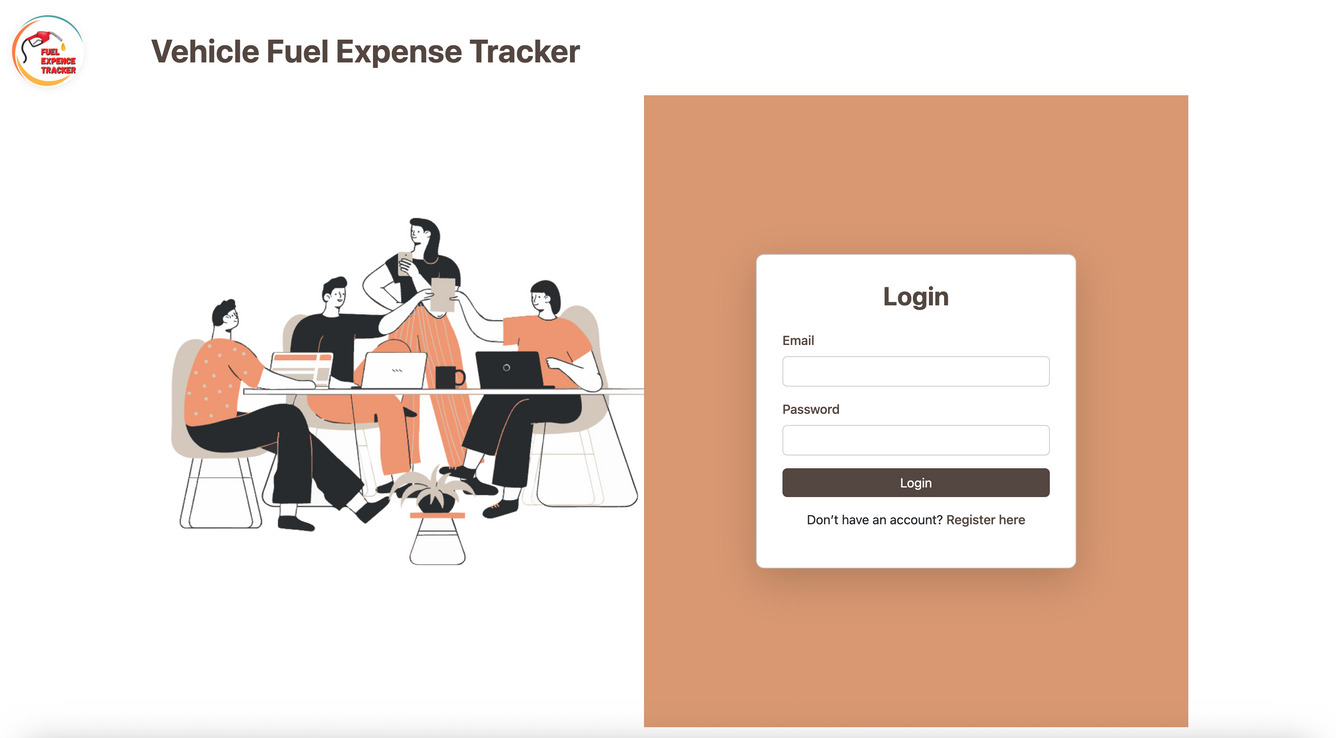 FUEL
EXPENCE
TRACKER
Vehicle Fuel Expense Tracker
Login
Email
Password
Login
Don't have an account? Register here